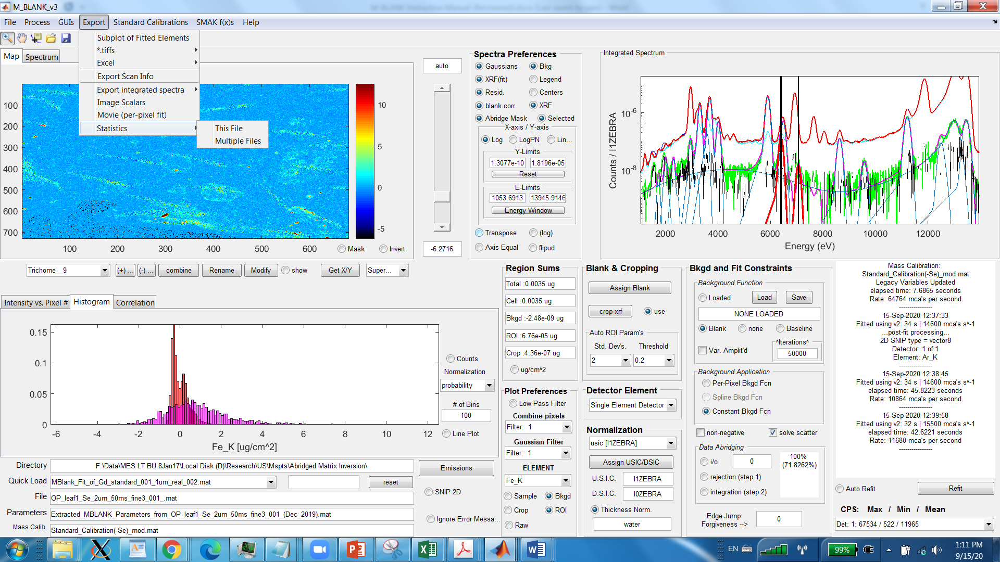 M_BLANK_v3
File Process GUIs Export Standard Calibrations SMAK f(x)s Help
Subplot of Fitted Elements
*.tiffs
Excel
Export Scan Info
Export integrated spectra
Image Scalars
Movie (per-pixel fit)
Statistics
This File
Multiple Files
Map Spectrum
100
200
300
400
500
600
700
100 200 300 400 500 600
10
5
0
-5
Mask Invert
auto
-6.2716
Spectra Preferences
Gaussians Bkg
XRF(fit) Legend
Resid. Centers
blank corr. XRF
Abridge Mask Selected
X-axis / Y-axis
Log LogPN Lin...
Y-Limits
1.3077e-10 1.8196e-05
Reset
E-Limits
1053.6913 13945.9146
Energy Window
Transpose (log)
Axis Equal flipud
Integrated Spectrum
Counts / I1ZEBRA
10-6
10-8
2000 4000 6000 8000 10000 12000
Energy (eV)
Trichome__9 (+) ... (-) ... combine Rename Modify show Get X/Y Super...
Intensity vs. Pixel # Histogram Correlation
0.15
0.1
0.05
0
-6 -4 -2 0 2 4 6 8 10 12
Fe_K [ug/cm^2]
Counts
Normalization
probability
# of Bins
100
Line Plot
Region Sums
Total :0.0035 ug
Cell :0.0035 ug
Bkgd :-2.48e-09 ug
ROI :6.76e-05 ug
Crop :4.36e-07 ug
ug/cm^2
Plot Preferences
Low Pass Filter
Combine pixels
Filter: 1
Gaussian Filter
Filter: 1
ELEMENT
Fe_K
Sample Bkgd
Crop ROI
Raw
Blank & Cropping
Assign Blank
crop xrf use
Auto ROI Param's
Std. Dev's. Threshold
2 0.2
Detector Element
Single Element Detector
Normalization
usic [I1ZEBRA]
Assign USIC/DSIC
U.S.I.C. I1ZEBRA
D.S.I.C. I0ZEBRA
Thickness Norm.
water
Bkgd and Fit Constraints
Background Function
Loaded Load Save
NONE LOADED
Blank none Baseline
Var. Amplit'd
^Iterations^
50000
Background Application
Per-Pixel Bkgd Fcn
Spline Bkgd Fcn
Constant Bkgd Fcn
non-negative solve scatter
Data Abridging
i/o 0
rejection (step 1)
integration (step 2)
100%
(71.8262%)
Edge Jump
Forgiveness --> 0
Mass Calibration:
Standard_Calibration(-Se)_mod.mat
Legacy Variables Updated
elapsed time: 7.6865 seconds
Rate: 64764 mca's per second
----------------
15-Sep-2020 12:37:33
Fitted using v2: 34 s | 14600 mca's s^-1
...post-fit processing...
2D SNIP type = vector8
Detector: 1 of 1
Element: Ar_K
----------------
15-Sep-2020 12:38:45
Fitted using v2: 34 s | 14600 mca's s^-1
elapsed time: 45.8223 seconds
Rate: 10864 mca's per second
----------------
15-Sep-2020 12:39:58
Fitted using v2: 32 s | 15500 mca's s^-1
elapsed time: 42.6221 seconds
Rate: 11680 mca's per second
----------------
Auto Refit Refit
CPS: Max / Min / Mean
Det: 1: 67534 / 522 / 11965
Directory F:\Data\MES LT BU 8Jan17\Local Disk (D)\Research\US\Mspts\Abridged Matrix Inversion\
Quick Load MBlank_Fit_of_Gd_standard_001_1um_real_002.mat reset
File OP_leaf1_Se_2um_50ms_fine3_001_.mat
Parameters Extracted_MBLANK_Parameters_from_OP_leaf1_Se_2um_50ms_fine3_001_(Dec_2019).mat
Mass Calib. Standard_Calibration(-Se)_mod.mat
Emissions
SNIP 2D
Ignore Error Messa...
EN
99%
1:11 PM
9/15/20